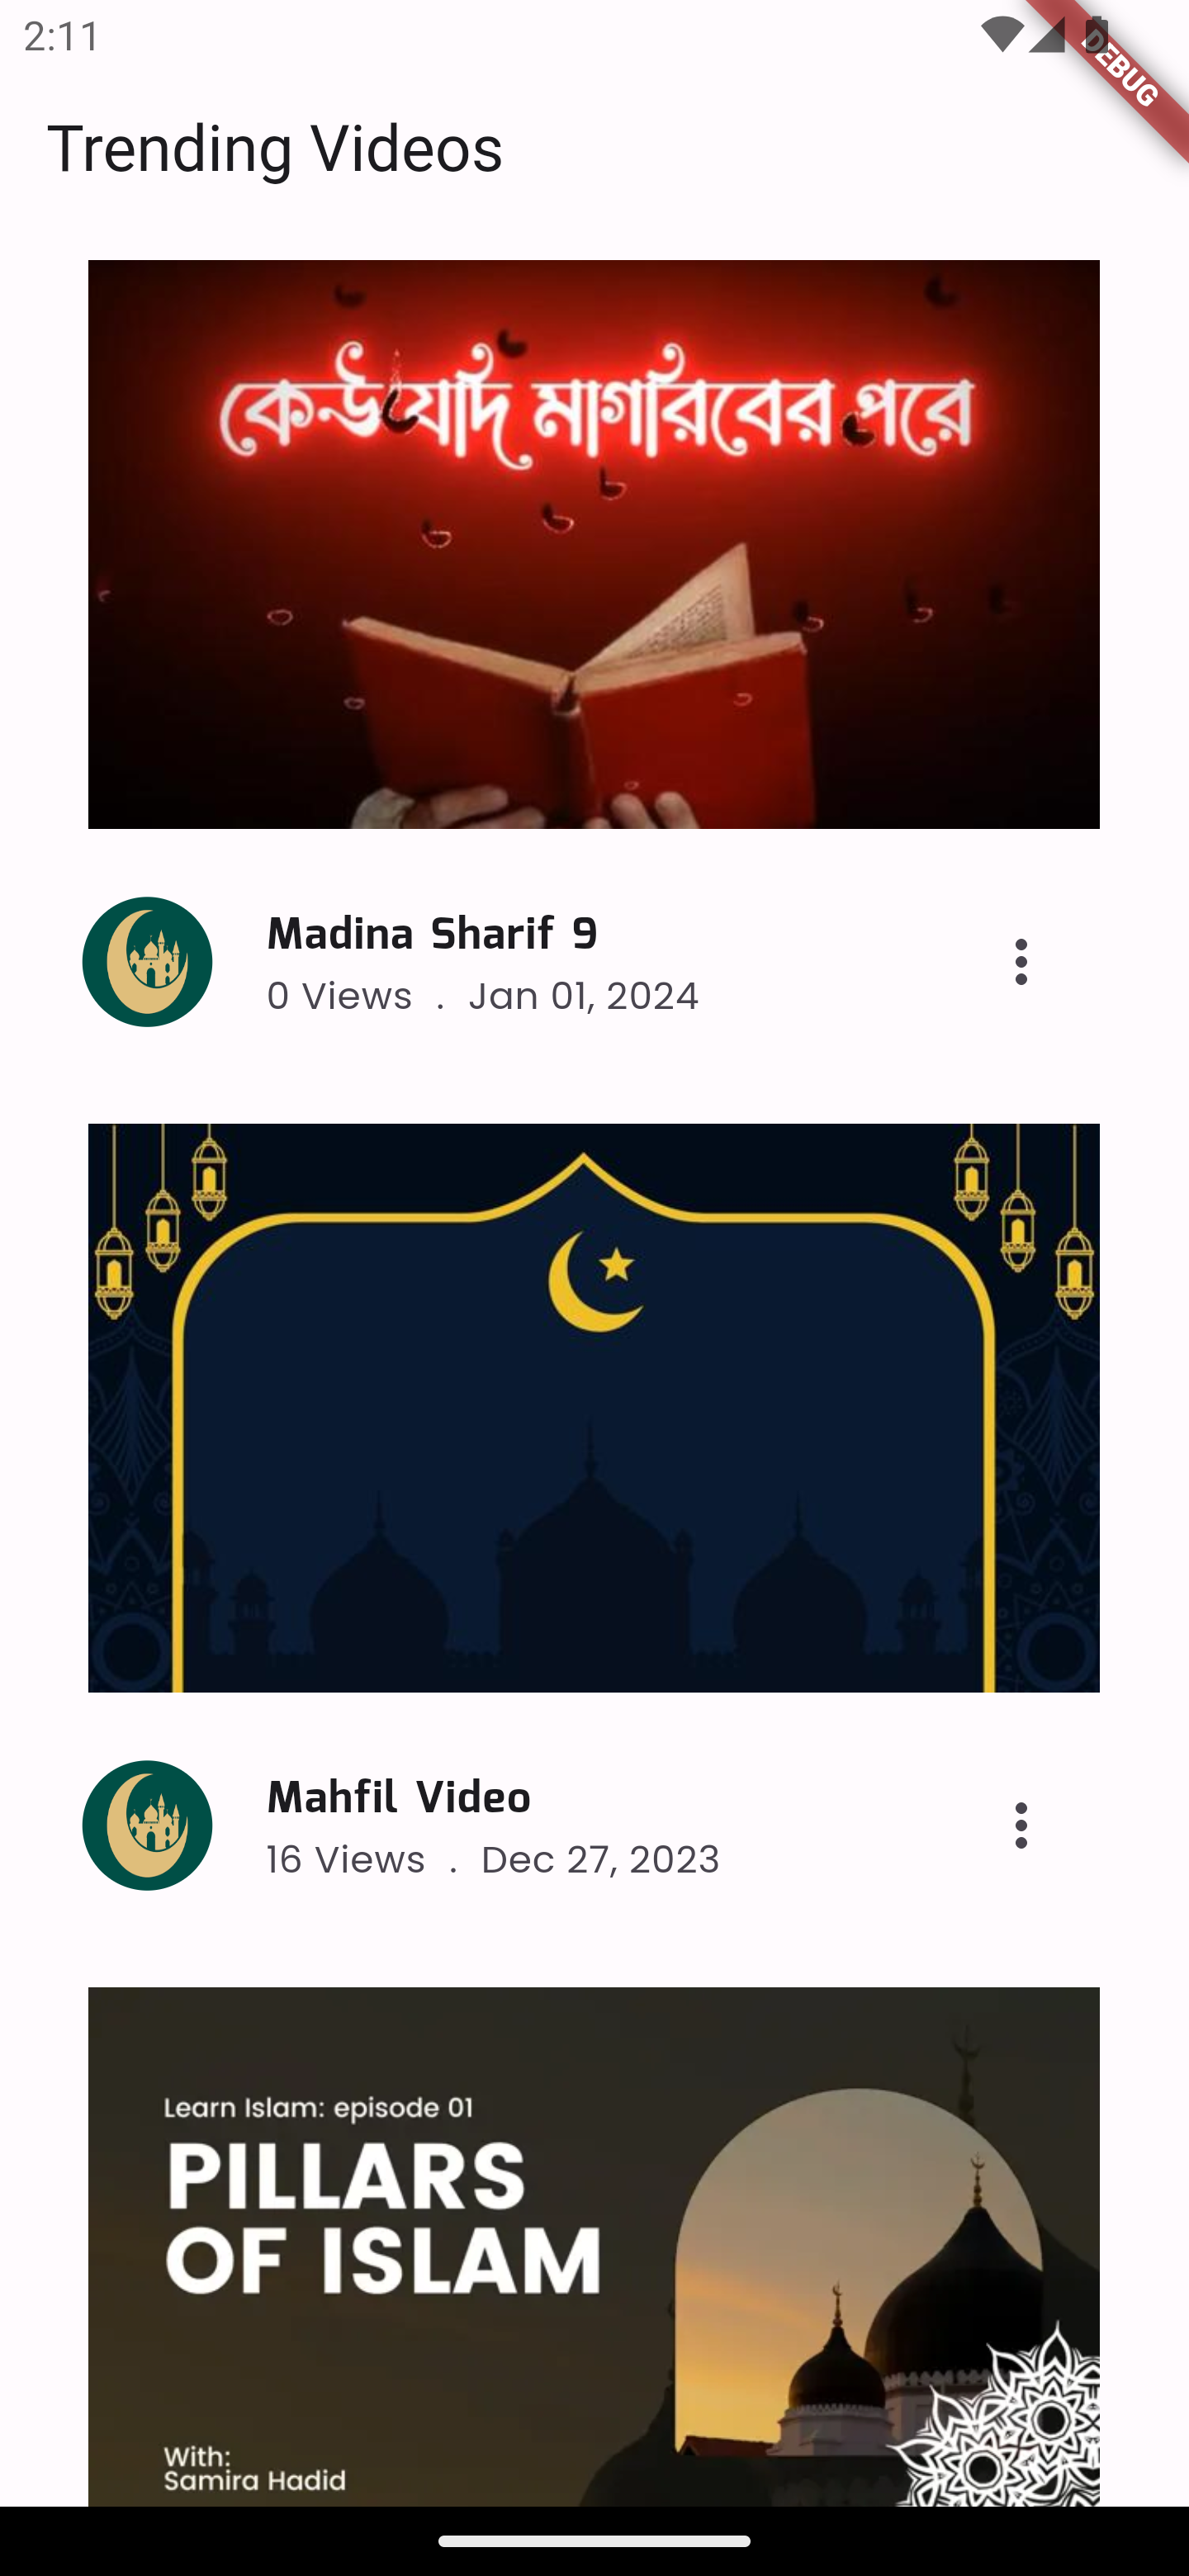 2:11
DEBUG
Trending Videos
কেউ যদি মাগরিবের পরে
Madina Sharif 9
0 Views . Jan 01, 2024
Mahfil Video
16 Views . Dec 27, 2023
Learn Islam: episode 01
PILLARS
OF ISLAM
With:
Samira Hadid